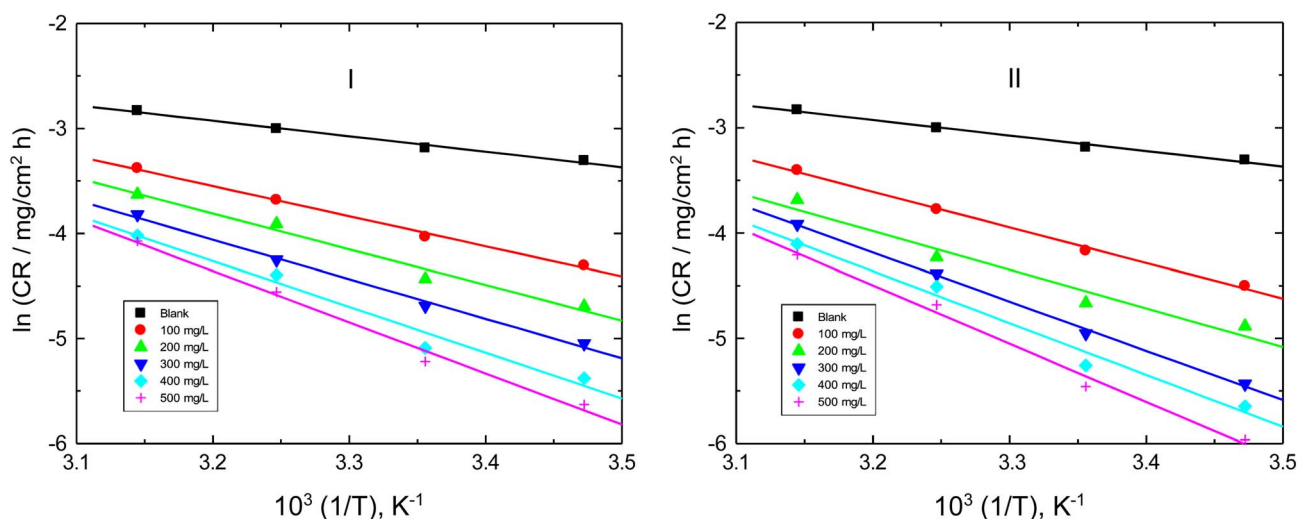 I
-2
-3
-4
-5
-6
ln (CR / mg/cm² h)
Blank
100 mg/L
200 mg/L
300 mg/L
400 mg/L
500 mg/L
3.1 3.2 3.3 3.4 3.5
10³ (1/T), K⁻¹
II
-2
-3
-4
-5
-6
ln (CR / mg/cm² h)
Blank
100 mg/L
200 mg/L
300 mg/L
400 mg/L
500 mg/L
3.1 3.2 3.3 3.4 3.5
10³ (1/T), K⁻¹